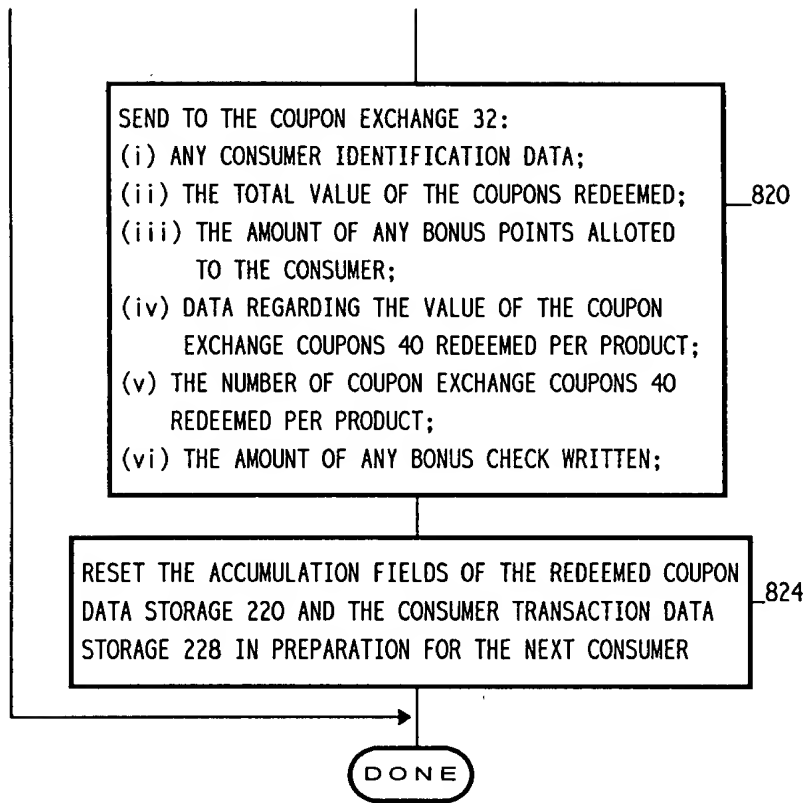 SEND TO THE COUPON EXCHANGE 32:
(i) ANY CONSUMER IDENTIFICATION DATA;
(ii) THE TOTAL VALUE OF THE COUPONS REDEEMED;
(iii) THE AMOUNT OF ANY BONUS POINTS ALLOTED
TO THE CONSUMER;
(iv) DATA REGARDING THE VALUE OF THE COUPON
EXCHANGE COUPONS 40 REDEEMED PER PRODUCT;
(v) THE NUMBER OF COUPON EXCHANGE COUPONS 40
REDEEMED PER PRODUCT;
(vi) THE AMOUNT OF ANY BONUS CHECK WRITTEN;
820
RESET THE ACCUMULATION FIELDS OF THE REDEEMED COUPON
DATA STORAGE 220 AND THE CONSUMER TRANSACTION DATA
STORAGE 228 IN PREPARATION FOR THE NEXT CONSUMER
824
DONE